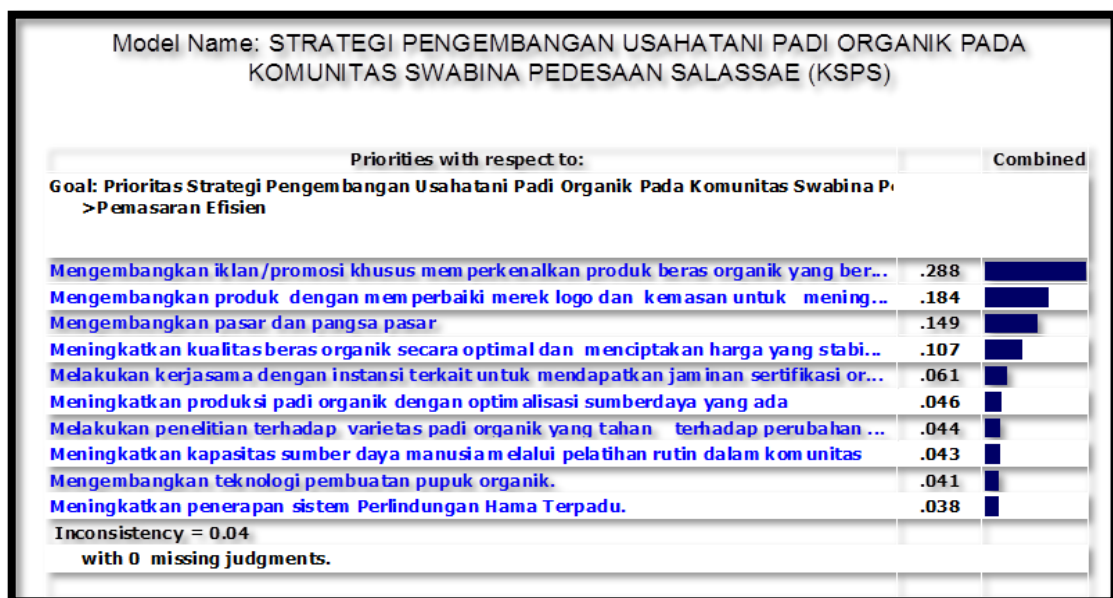 Model Name: STRATEGI PENGEMBANGAN USAHATANI PADI ORGANIK PADA
KOMUNITAS SWABINA PEDESAAN SALASSAE (KSPS)
Priorities with respect to: Combined
Goal: Prioritas Strategi Pengembangan Usahatani Padi Organik Pada Komunitas Swabina
>Pemasaran Efisien
Mengembangkan iklan/promosi khusus memperkenalkan produk beras organik yang ber... .288
Mengembangkan produk dengan memperbaiki merek logo dan kemasan untuk mening... .184
Mengembangkan pasar dan pangsa pasar .149
Meningkatkan kualitas beras organik secara optimal dan menciptakan harga yang stabi... .107
Melakukan kerjasama dengan instansi terkait untuk mendapatkan jaminan sertifikasi or... .061
Meningkatkan produksi padi organik dengan optimalisasi sumberdaya yang ada .046
Melakukan penelitian terhadap varietas padi organik yang tahan terhadap perubahan ... .044
Meningkatkan kapasitas sumber daya manusia melalui pelatihan rutin dalam komunitas .043
Mengembangkan teknologi pembuatan pupuk organik. .041
Meningkatkan penerapan sistem Perlindungan Hama Terpadu. .038
Inconsistency = 0.04
with 0 missing judgments.